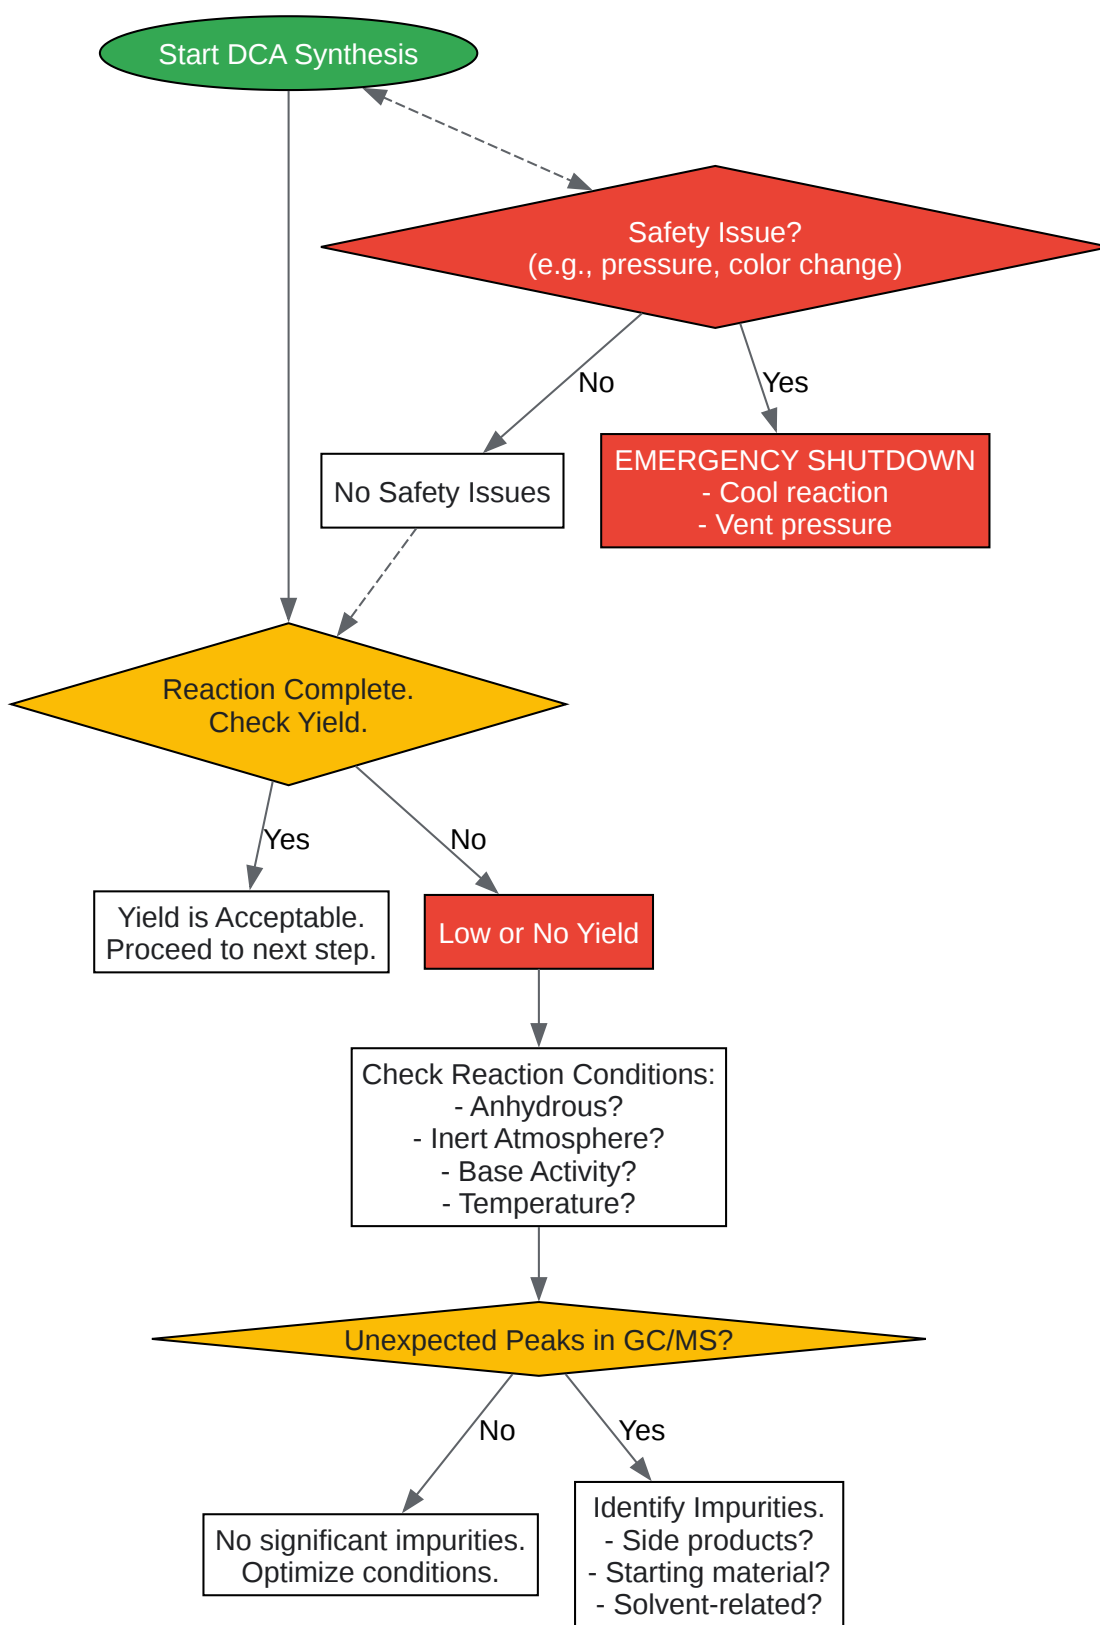 Start DCA Synthesis
Safety Issue?
(e.g., pressure, color change)
No
Yes
No Safety Issues
EMERGENCY SHUTDOWN
- Cool reaction
- Vent pressure
Reaction Complete.
Check Yield.
Yes
No
Yield is Acceptable.
Proceed to next step.
Low or No Yield
Check Reaction Conditions:
- Anhydrous?
- Inert Atmosphere?
- Base Activity?
- Temperature?
Unexpected Peaks in GC/MS?
No
Yes
No significant impurities.
Optimize conditions.
Identify Impurities.
- Side products?
- Starting material?
- Solvent-related?